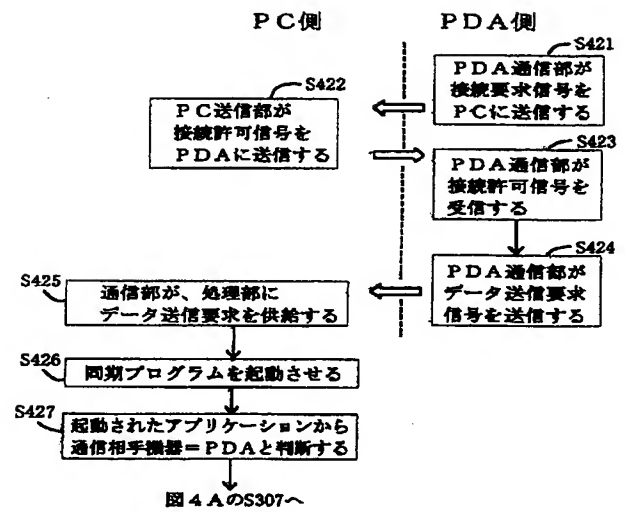 PC側
PDA側
S421
PDA通信部が
接続要求信号を
PCに送信する
S422
PC送信部が
接続許可信号を
PDAに送信する
S423
PDA通信部が
接続許可信号を
受信する
S424
PDA通信部が
データ送信要求
信号を送信する
S425
通信部が、処理部に
データ送信要求を供給する
S426
同期プログラムを起動させる
S427
起動されたアプリケーションから
通信相手機器=PDAと判断する
図4AのS307へ